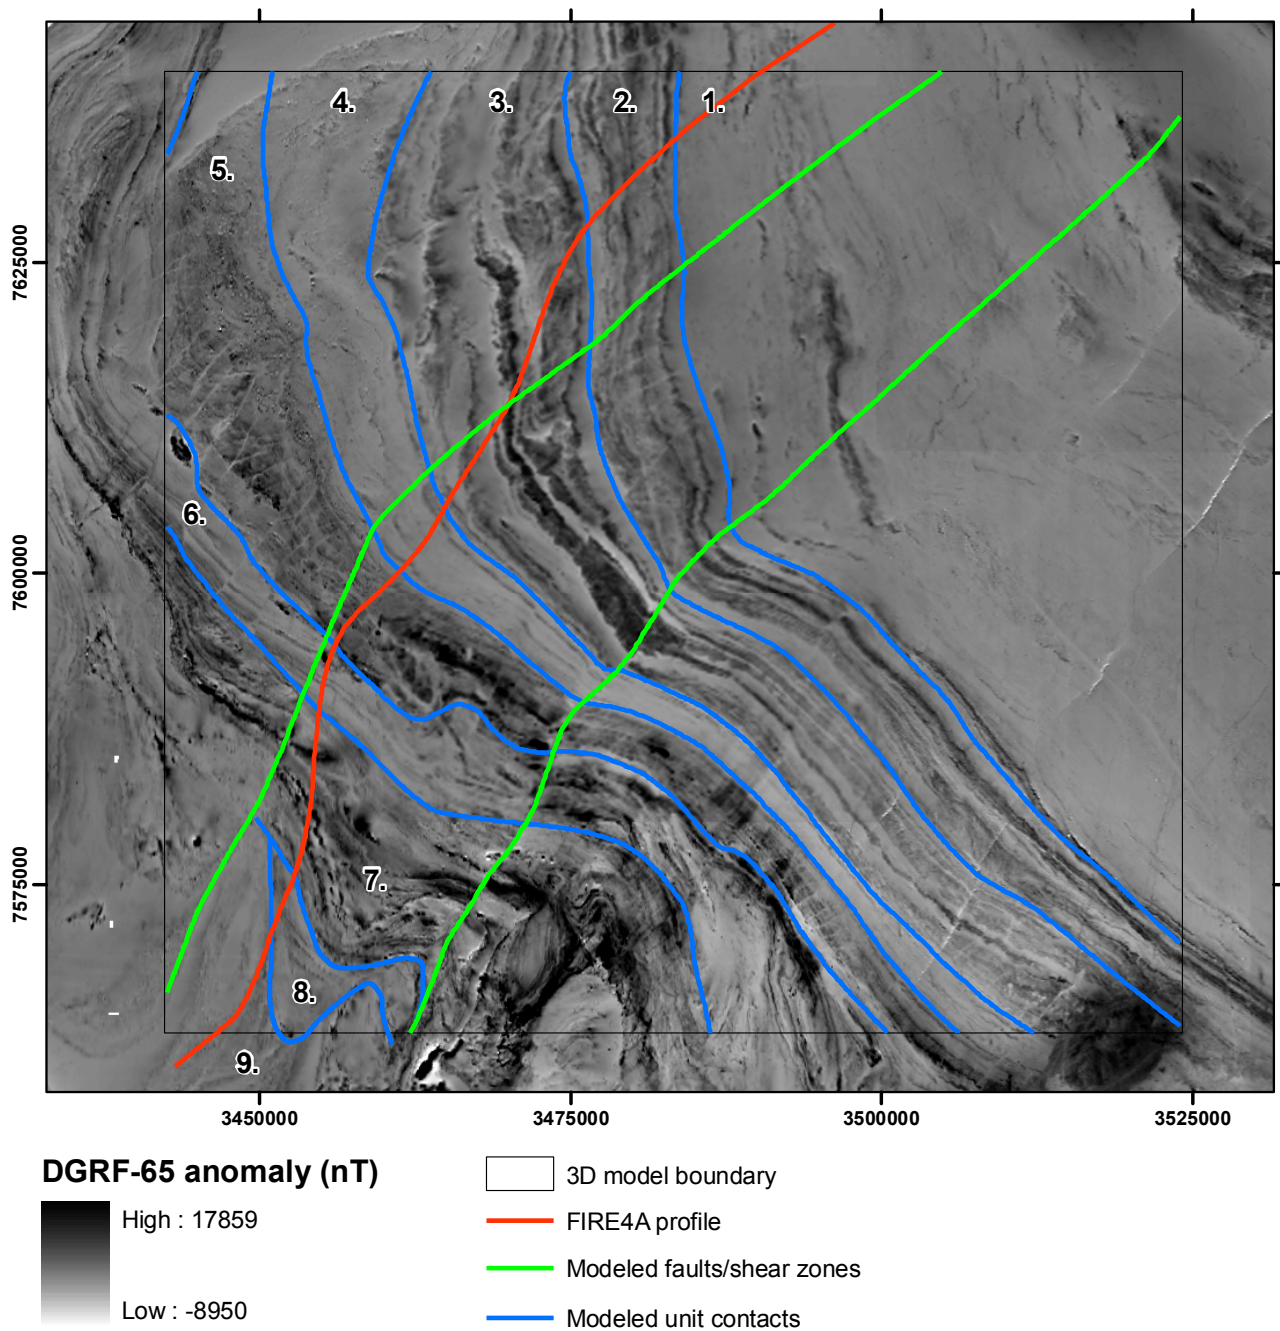 4.
3.
2.
1.
5.
6.
7.
8.
9.
7625000
7600000
7575000
3450000
3475000
3500000
3525000
DGRF-65 anomaly (nT)
High : 17859
Low : -8950
3D model boundary
FIRE4A profile
Modeled faults/shear zones
Modeled unit contacts